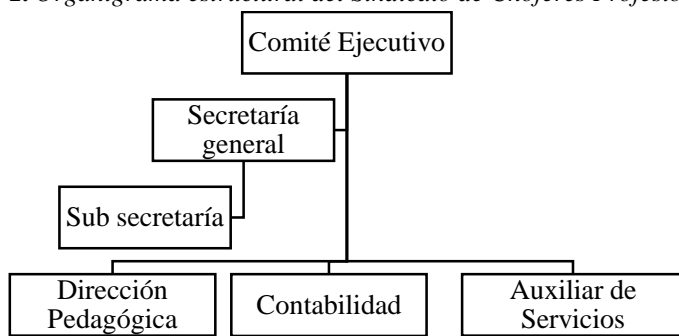 2. Organigrama estructural del Sindicato de Choferes
Comité Ejecutivo
Secretaría
general
Sub secretaría
Dirección
Pedagógica
Contabilidad
Auxiliar de
Servicios